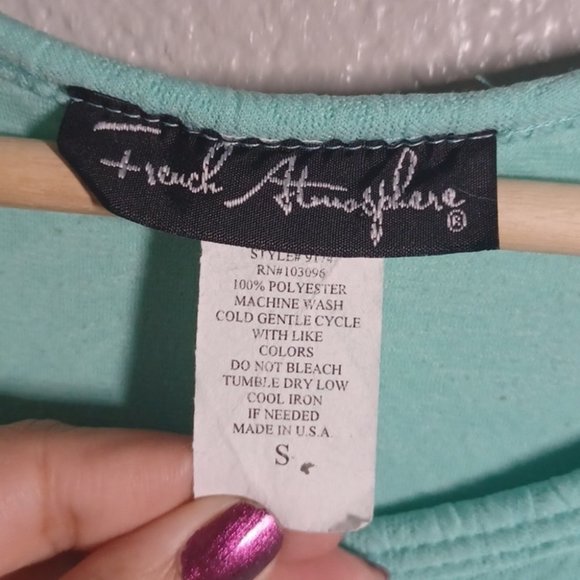 French Atmosphere ®
STYLE#
RN#103096
100% POLYESTER
MACHINE WASH
COLD GENTLE CYCLE
WITH LIKE
COLORS
DO NOT BLEACH
TUMBLE DRY LOW
COOL IRON
IF NEEDED
MADE IN U.S.A.
S